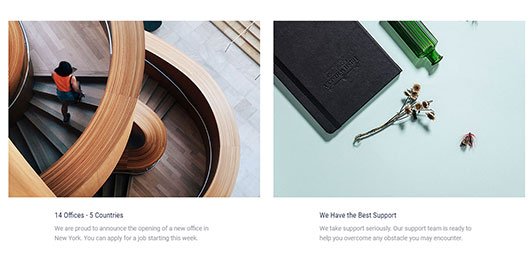 14 Offices - 5 Countries
We are proud to announce the opening of a new office in
New York. You can apply for a job starting this week.
We Have the Best Support
We take support seriously. Our support team is ready to
help you overcome any obstacle you may encounter.